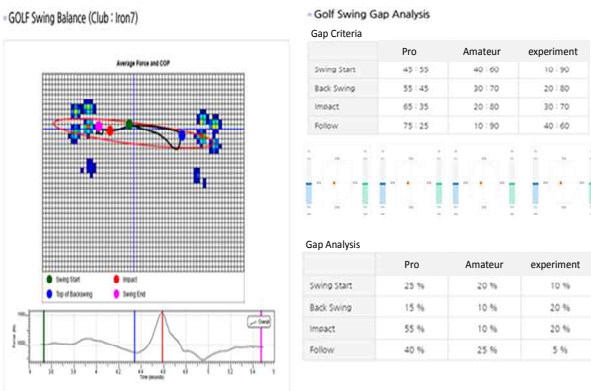 GOLF Swing Balance (Club : Iron7)
Average Force and COP
Swing Start
Impact
Top of Backswing
Swing End
Overall
Time (seconds)
Golf Swing Gap Analysis
Gap Criteria
Pro Amateur experiment
Swing Start 45 : 55 40 : 60 10 : 90
Back Swing 55 : 45 30 : 70 20 : 80
Impact 65 : 35 20 : 80 30 : 70
Follow 75 : 25 10 : 90 40 : 60
Gap Analysis
Pro Amateur experiment
Swing Start 25 % 20 % 10 %
Back Swing 15 % 10 % 20 %
Impact 55 % 10 % 20 %
Follow 40 % 25 % 5 %